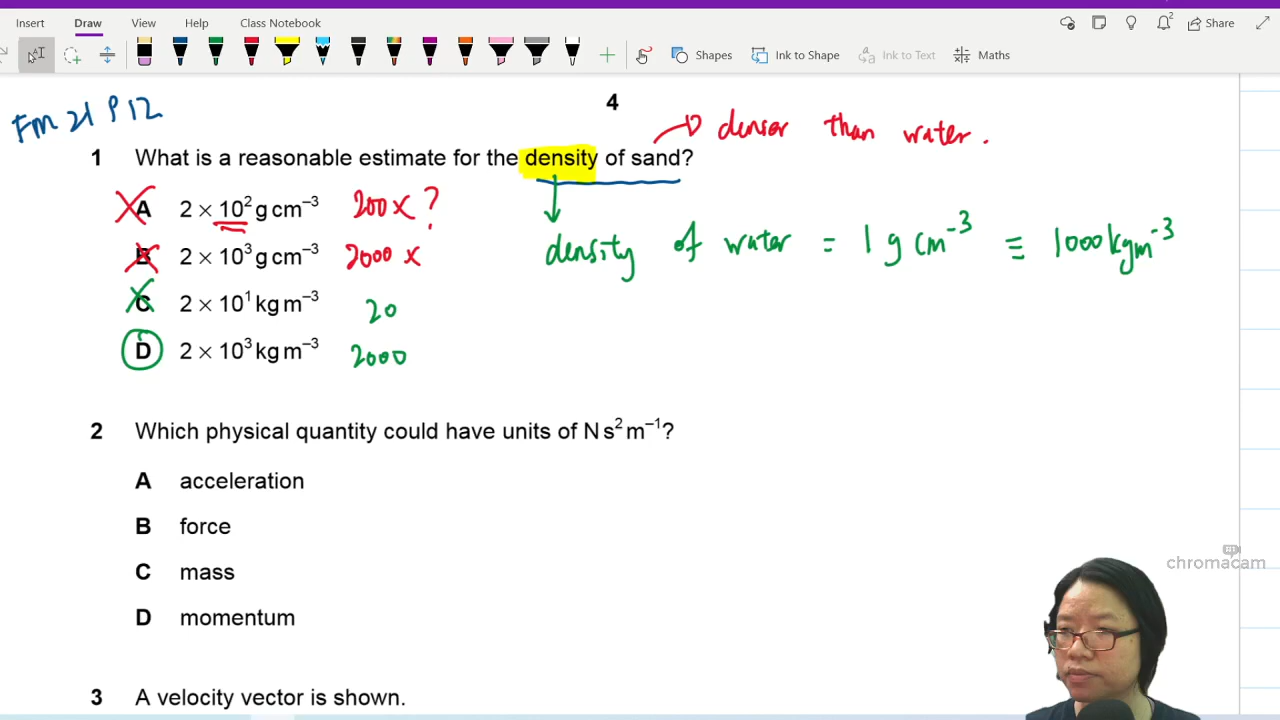 Insert Draw View Help Class Notebook
2 Share
Shapes Ink to Shape Ink to Text Maths
FM 21 P12
4
denser than water.
1 What is a reasonable estimate for the density of sand?
A 2 × 10² g cm⁻³ 200 x ?
B 2 × 10³ g cm⁻³ 2000 x
density of water = 1 g cm⁻³ ≡ 1000 kgm⁻³
C 2 × 10¹ kg m⁻³ 20
D 2 × 10³ kg m⁻³ 2000
2 Which physical quantity could have units of N s² m⁻¹?
A acceleration
B force
C mass
D momentum
chromacam
3 A velocity vector is shown.